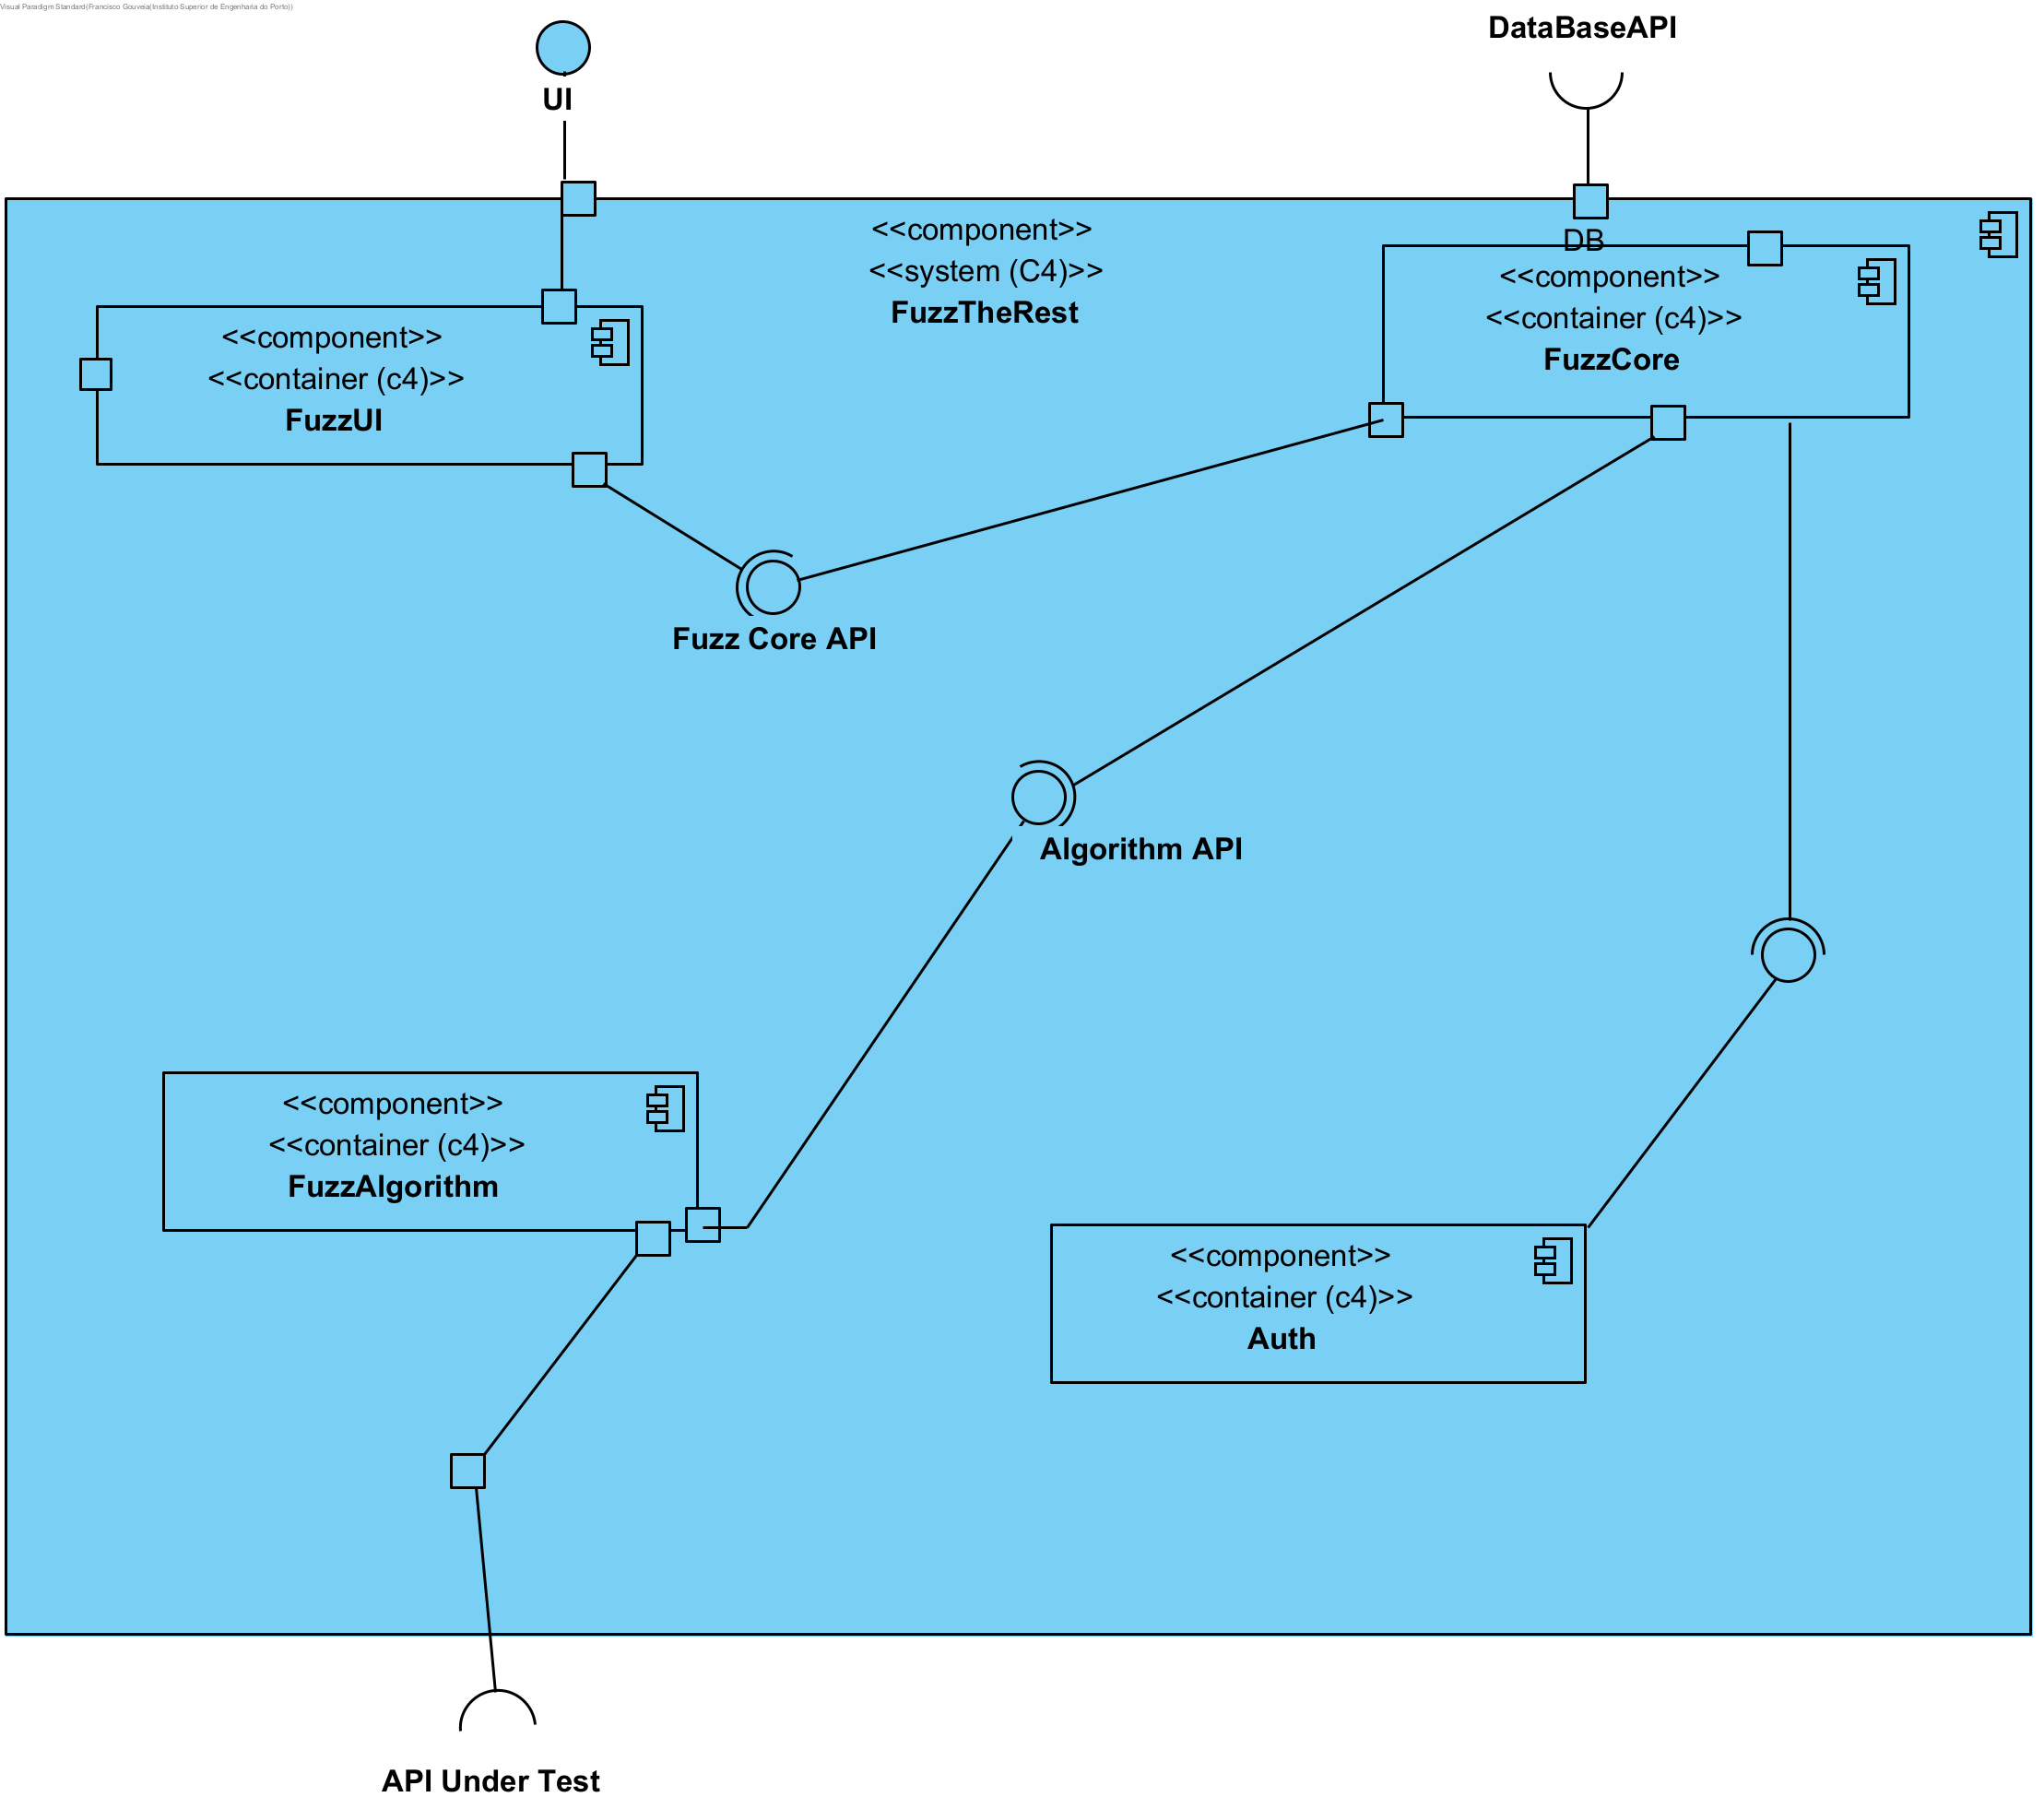 Visual Paradigm Standard(Francisco Gouveia(Instituto Superior de Engenharia do Porto))
DataBaseAPI
UI
<<component>>
<<system (C4)>>
FuzzTheRest
DB
<<component>>
<<container (c4)>>
FuzzCore
<<component>>
<<container (c4)>>
FuzzUI
Fuzz Core API
Algorithm API
<<component>>
<<container (c4)>>
FuzzAlgorithm
<<component>>
<<container (c4)>>
Auth
API Under Test